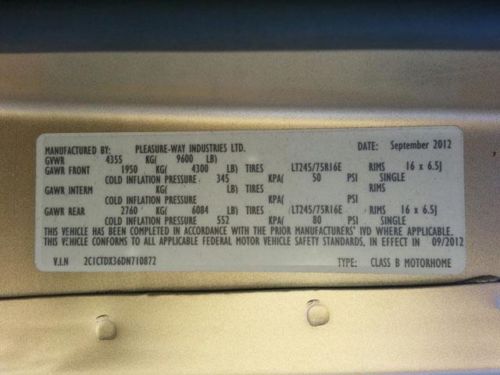 MANUFACTURED BY: PLEASURE-WAY INDUSTRIES LTD. DATE: September 2012
GVWR 4355 KG( 9600 LB)
GAWR FRONT 1950 KG( 4300 LB) TIRES LT245/75R16E RIMS 16 x 6.5J
COLD INFLATION PRESSURE 345 KPA( 50 PSI SINGLE
GAWR INTERM KG( LB) TIRES RIMS
COLD INFLATION PRESSURE KPA( PSI
GAWR REAR 2760 KG( 6084 LB) TIRES LT245/75R16E RIMS 16 x 6.5J
COLD INFLATION PRESSURE 552 KPA( 80 PSI SINGLE
THIS VEHICLE HAS BEEN COMPLETED IN ACCORDANCE WITH THE PRIOR MANUFACTURERS' IVD WHERE APPLICABLE.
THIS VEHICLE CONFORMS TO ALL APPLICABLE FEDERAL MOTOR VEHICLE SAFETY STANDARDS, IN EFFECT IN 09/2012
V.I.N 2C1CTDX36DN710872 TYPE: CLASS B MOTORHOME